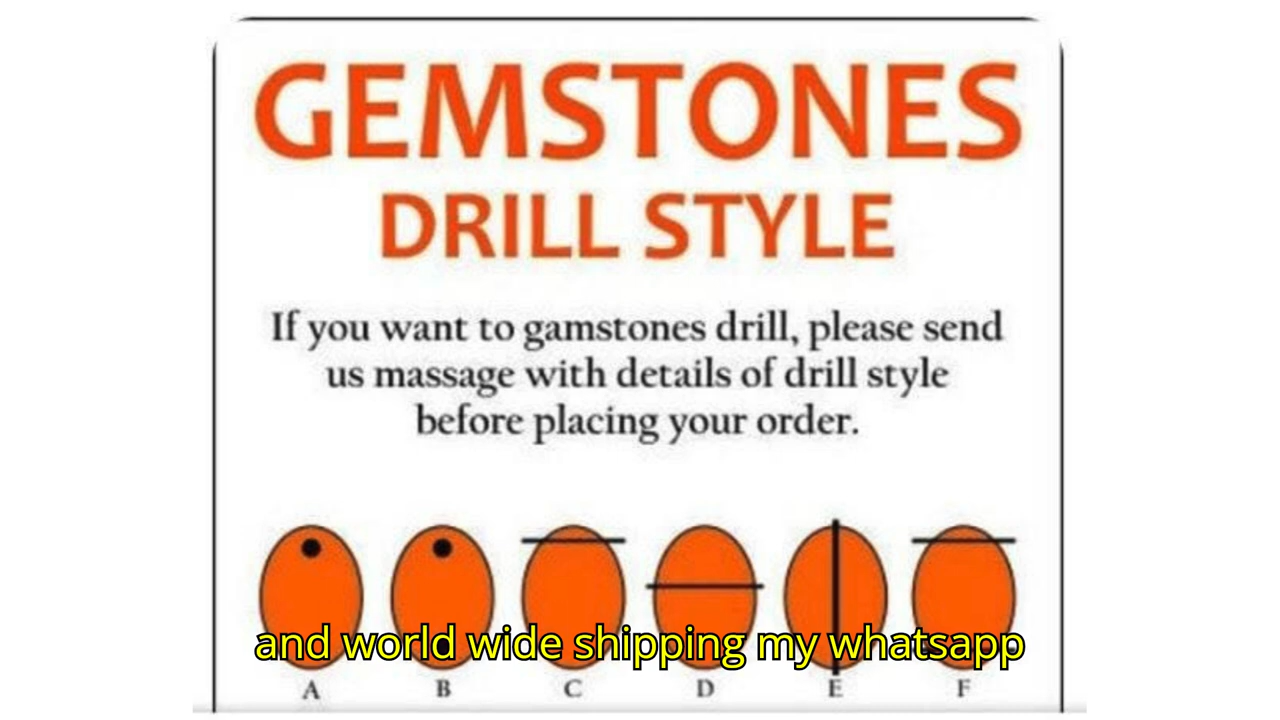 GEMSTONES
DRILL STYLE
If you want to gamstones drill, please send
us massage with details of drill style
before placing your order.
and world wide shipping my whatsapp
A B C D E F